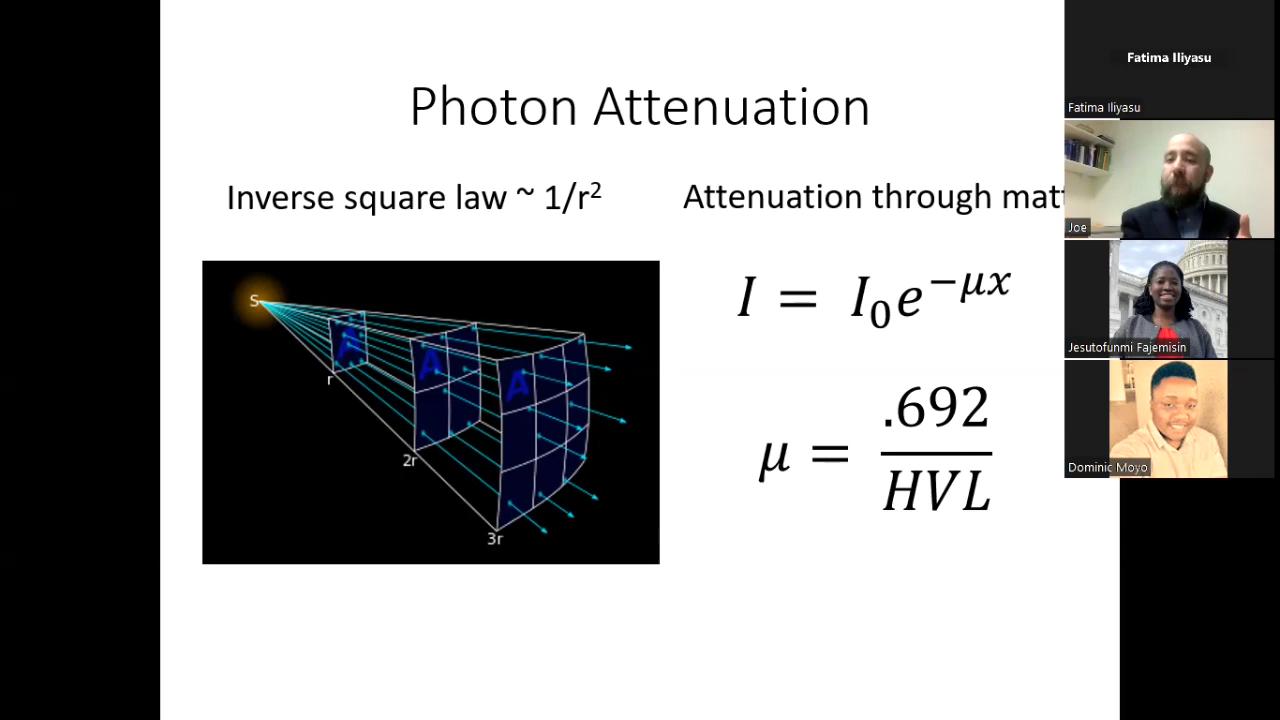 Photon Attenuation
Inverse square law ~ 1/r²
Attenuation through matt
S
A
A
A
r
2r
3r
I = I₀e^−μx
μ = .692
HVL
Fatima Iliyasu
Fatima Iliyasu
Joe
Jesutofunmi Fajemisin
Dominic Moyo